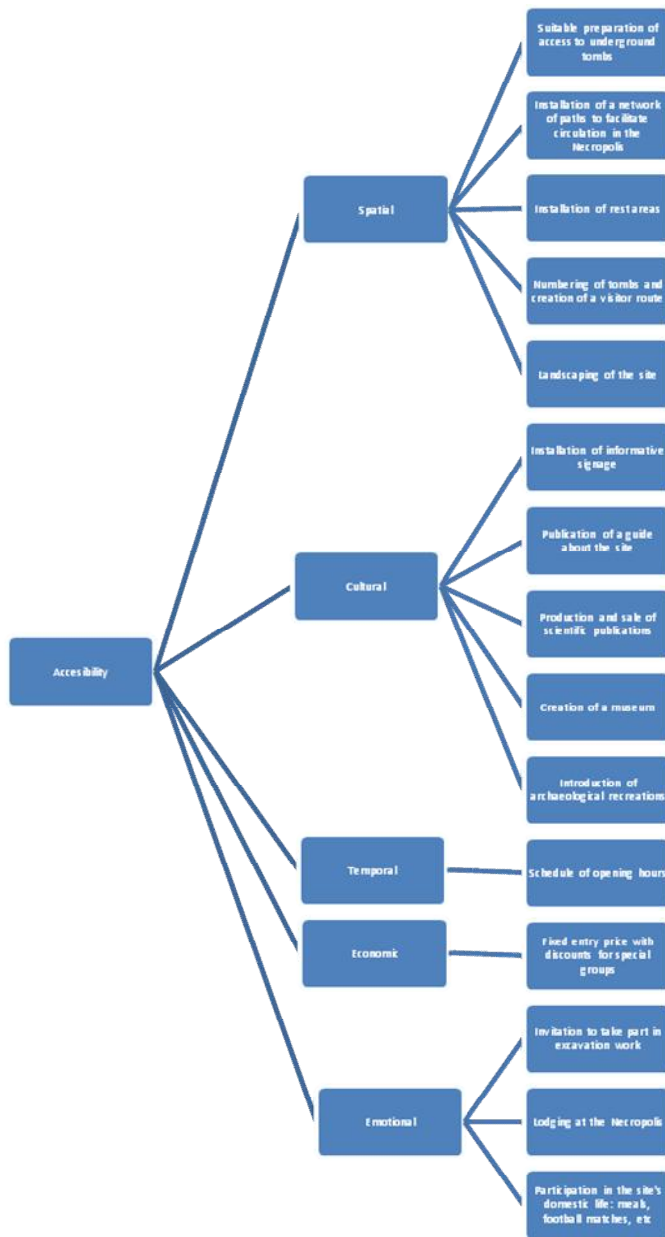 Accesibility
Spatial
Suitable preparation of
access to underground
tombs
Installation of a network
of paths to facilitate
circulation in the
Necropolis
Installation of rest areas
Numbering of tombs and
creation of a visitor route
Landscaping of the site
Cultural
Installation of informative
signage
Publication of a guide
about the site
Production and sale of
scientific publications
Creation of a museum
Introduction of
archaeological recreations
Temporal
Schedule of opening hours
Economic
Fixed entry price with
discounts for special
groups
Emotional
Invitation to take part in
excavation work
Lodging at the Necropolis
Participation in the site's
domestic life: meals,
football matches, etc